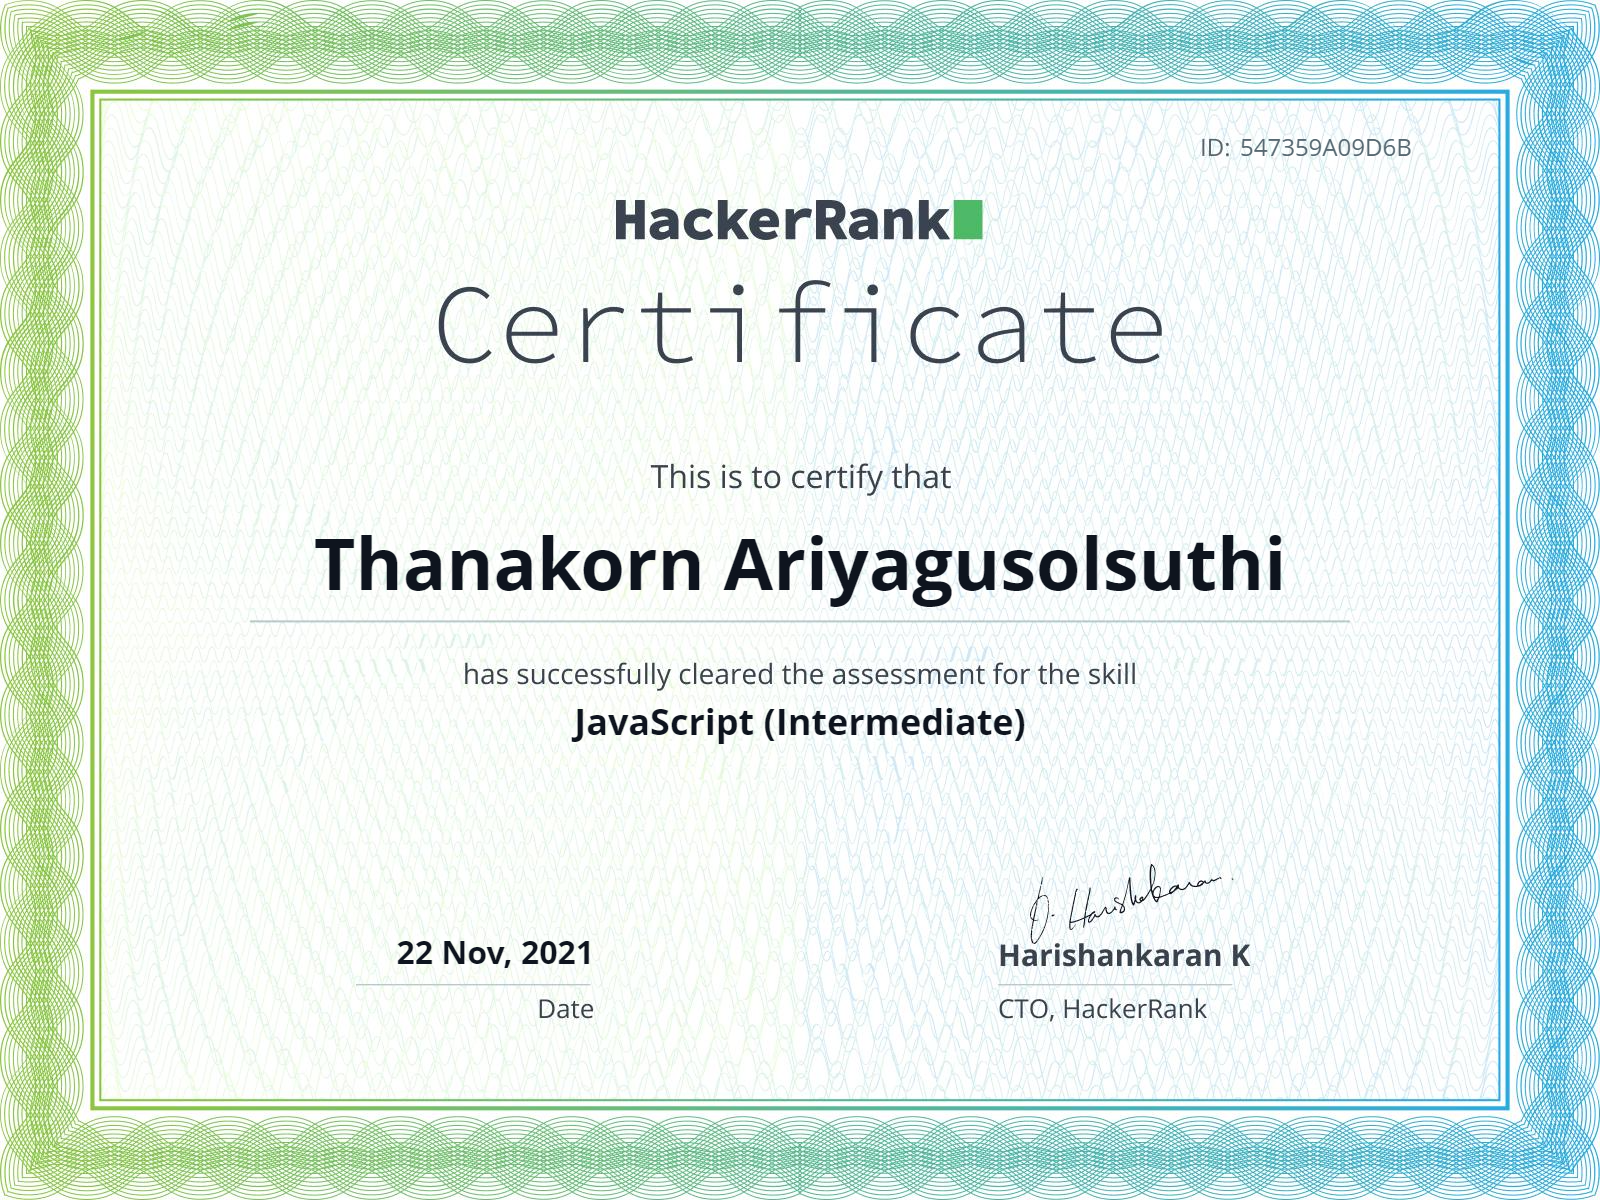 ID: 547359A09D6B
HackerRank
Certificate
This is to certify that
Thanakorn Ariyagusolsuthi
has successfully cleared the assessment for the skill
JavaScript (Intermediate)
J. Harishankaran
22 Nov, 2021
Harishankaran K
Date
CTO, HackerRank